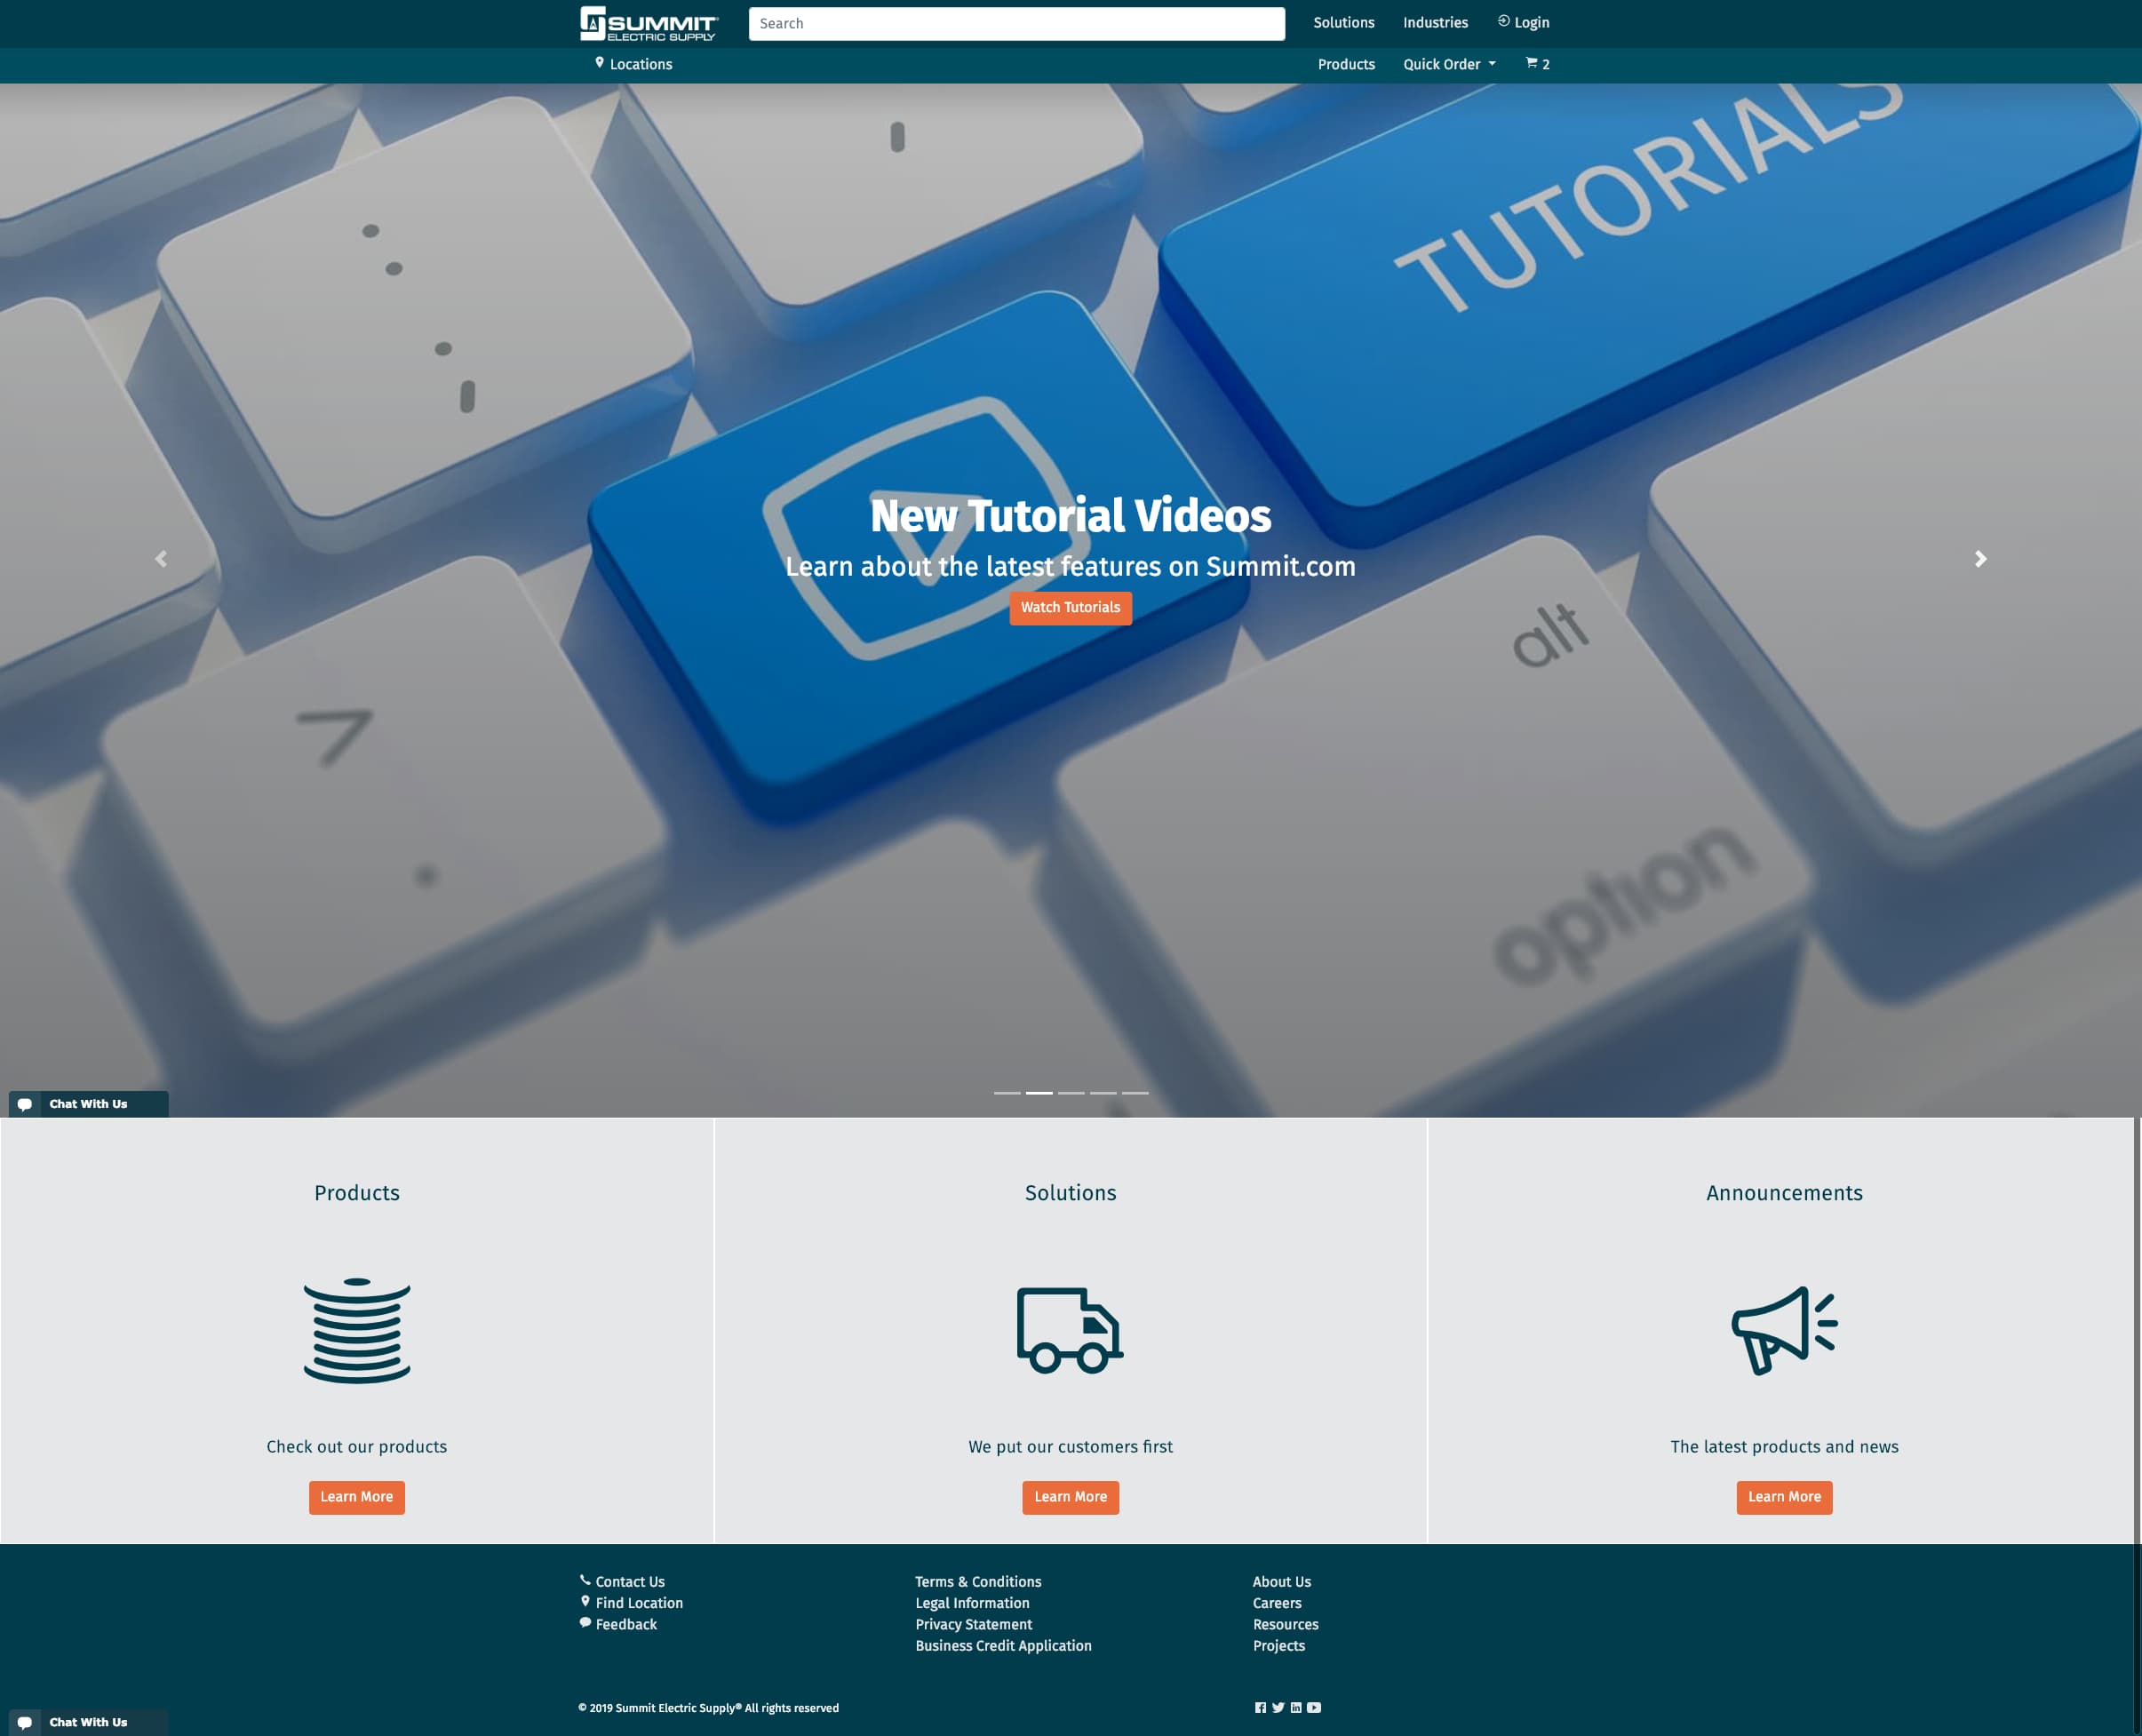 SUMMIT
ELECTRIC SUPPLY
Search
Solutions
Industries
Login
Locations
Products
Quick Order
2
TUTORIALS
New Tutorial Videos
Learn about the latest features on Summit.com
Watch Tutorials
alt
option
Chat With Us
Products
Solutions
Announcements
Check out our products
We put our customers first
The latest products and news
Learn More
Learn More
Learn More
Contact Us
Find Location
Feedback
Terms & Conditions
Legal Information
Privacy Statement
Business Credit Application
About Us
Careers
Resources
Projects
© 2019 Summit Electric Supply® All rights reserved
Chat With Us